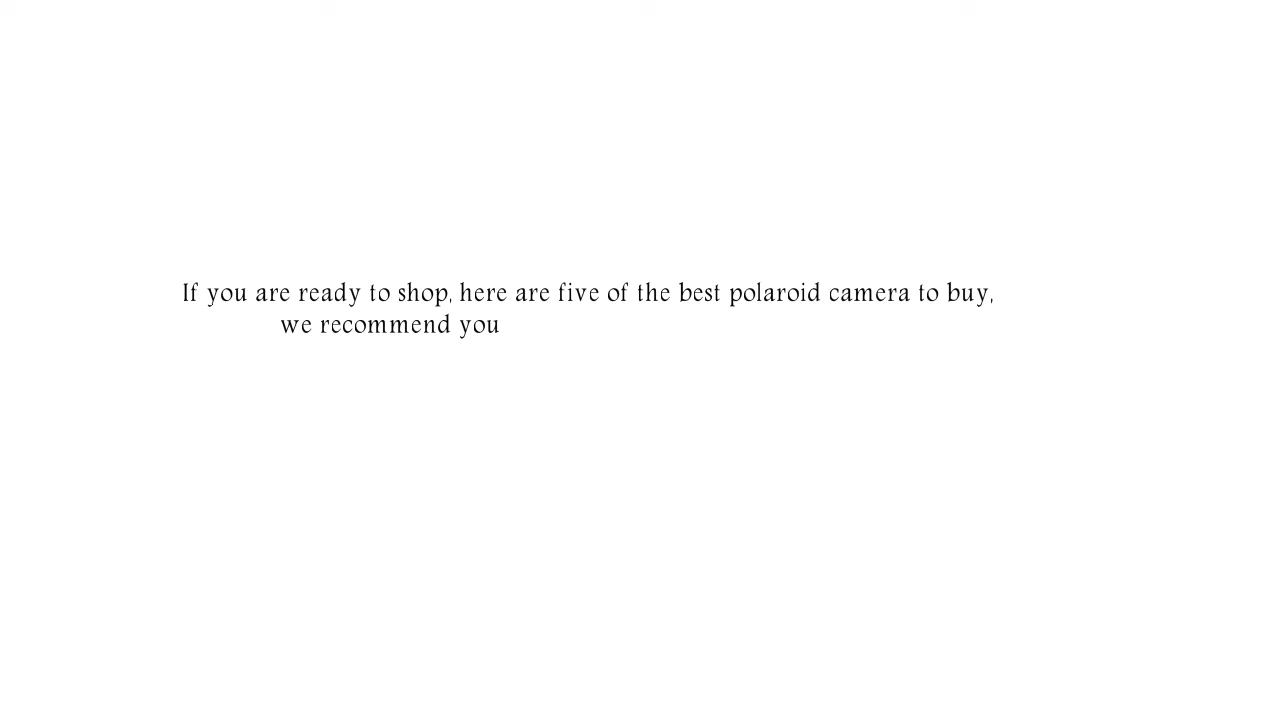 If you are ready to shop, here are five of the best polaroid camera to buy,
we recommend you